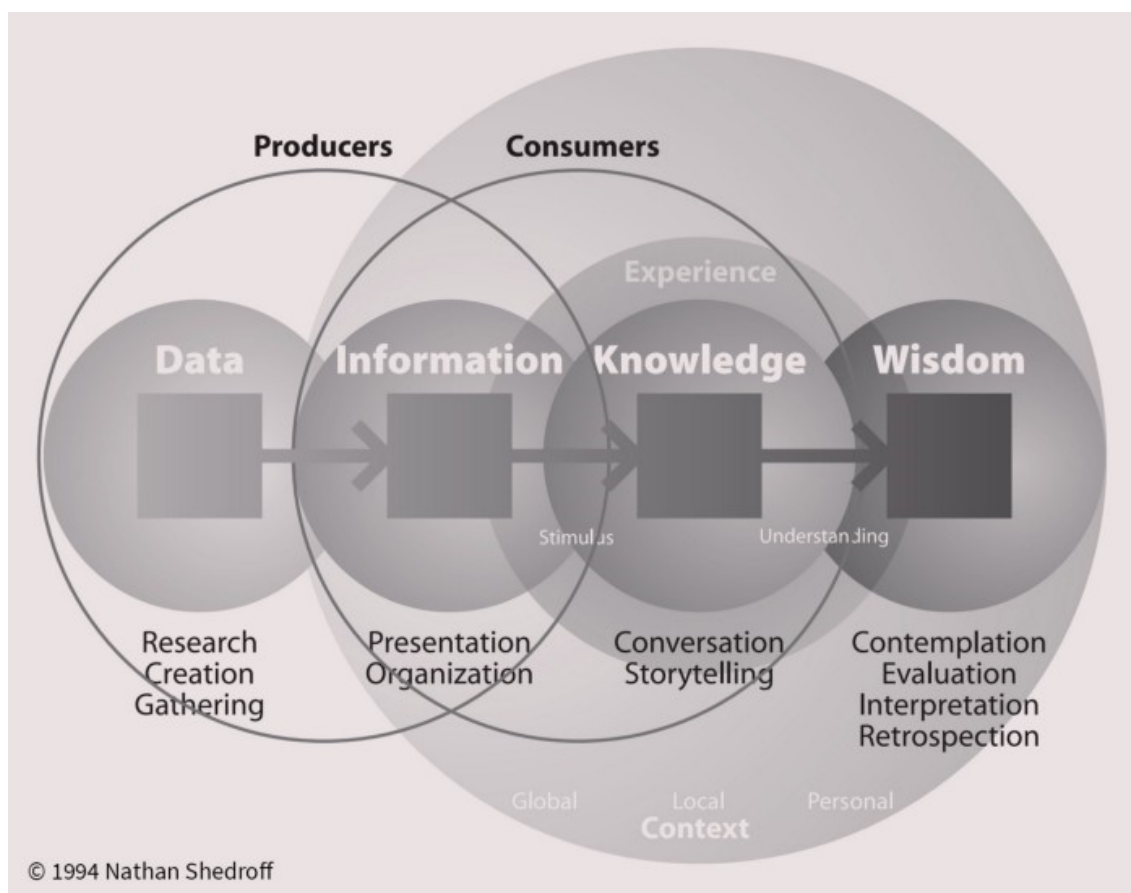 Producers
Consumers
Experience
Data
Information
Knowledge
Wisdom
Stimulus
Understanding
Research
Creation
Gathering
Presentation
Organization
Conversation
Storytelling
Contemplation
Evaluation
Interpretation
Retrospection
Global
Local
Personal
Context
© 1994 Nathan Shedroff